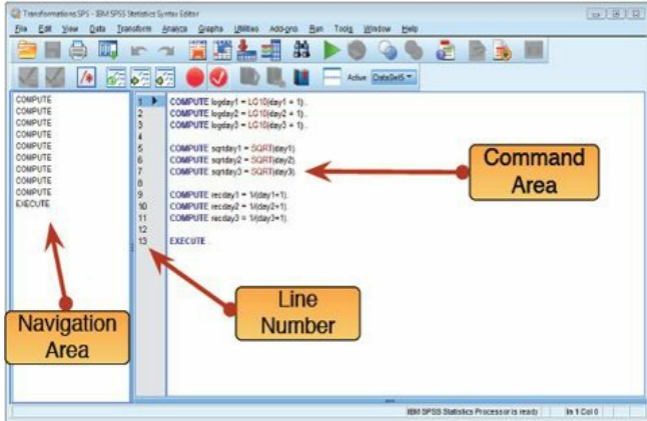 Transformations.SPS - IBM SPSS Statistics Syntax Editor
File Edit View Data Transform Analyze Graphs Utilities Add-ons Run Tools Window Help
Active: DataSet5
COMPUTE
COMPUTE
COMPUTE
COMPUTE
COMPUTE
COMPUTE
COMPUTE
COMPUTE
COMPUTE
EXECUTE
1 COMPUTE logday1 = LG10(day1 + 1).
2 COMPUTE logday2 = LG10(day2 + 1).
3 COMPUTE logday3 = LG10(day3 + 1).
4
5 COMPUTE sqrtday1 = SQRT(day1).
6 COMPUTE sqrtday2 = SQRT(day2).
7 COMPUTE sqrtday3 = SQRT(day3).
8
9 COMPUTE recday1 = 1/(day1+1).
10 COMPUTE recday2 = 1/(day2+1).
11 COMPUTE recday3 = 1/(day3+1).
12
13 EXECUTE.
Command
Area
Line
Number
Navigation
Area
IBM SPSS Statistics Processor is ready In 1 Col 0